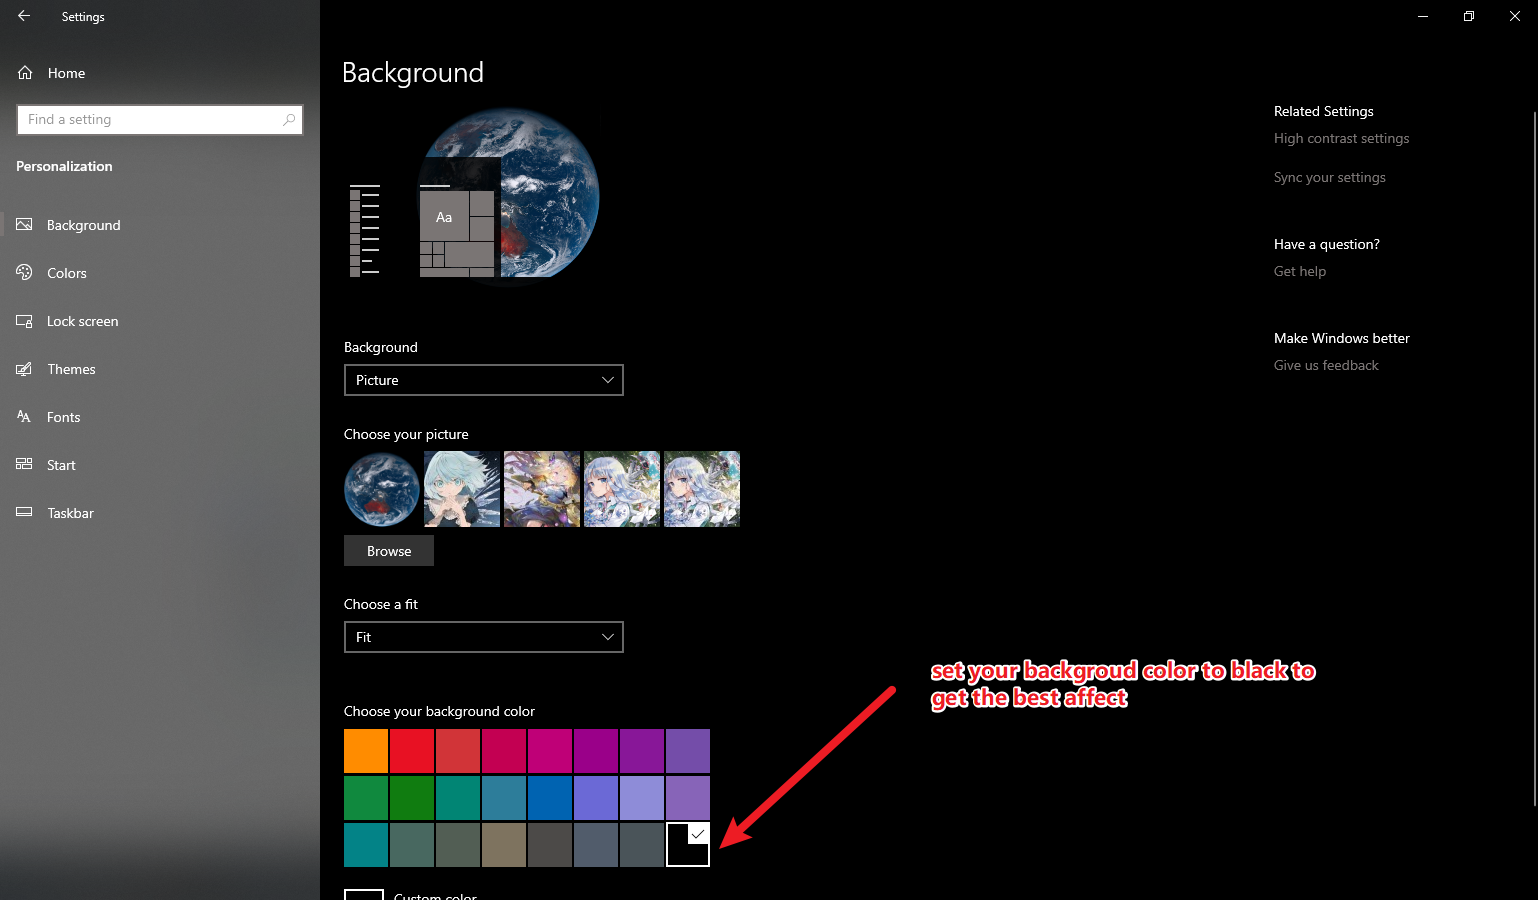 Settings
Home
Find a setting
Personalization
Background
Colors
Lock screen
Themes
Fonts
Start
Taskbar
Background
Aa
Background
Picture
Choose your picture
Browse
Choose a fit
Fit
Choose your background color
Custom color
set your backgroud color to black to
get the best affect
Related Settings
High contrast settings
Sync your settings
Have a question?
Get help
Make Windows better
Give us feedback